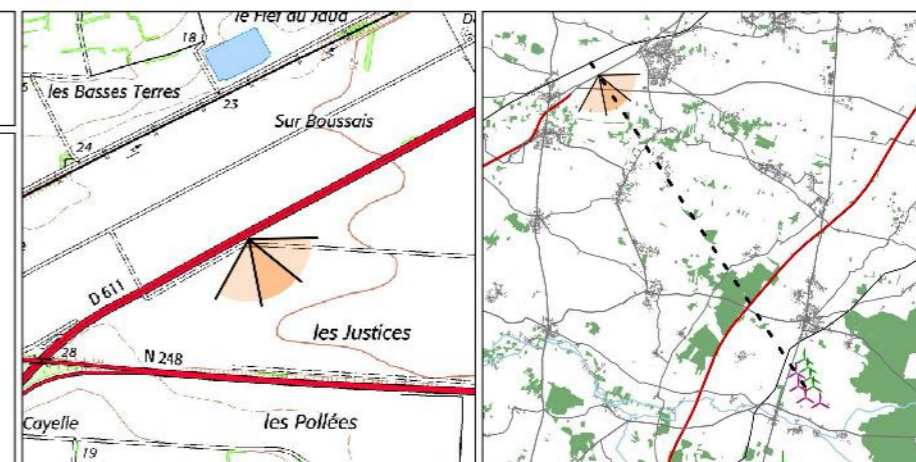 le Fief du Jaud
18
les Basses Terres
23
Sur Boussais
24
D 611
les Justices
28
N 248
Cayelle
les Pollées
19